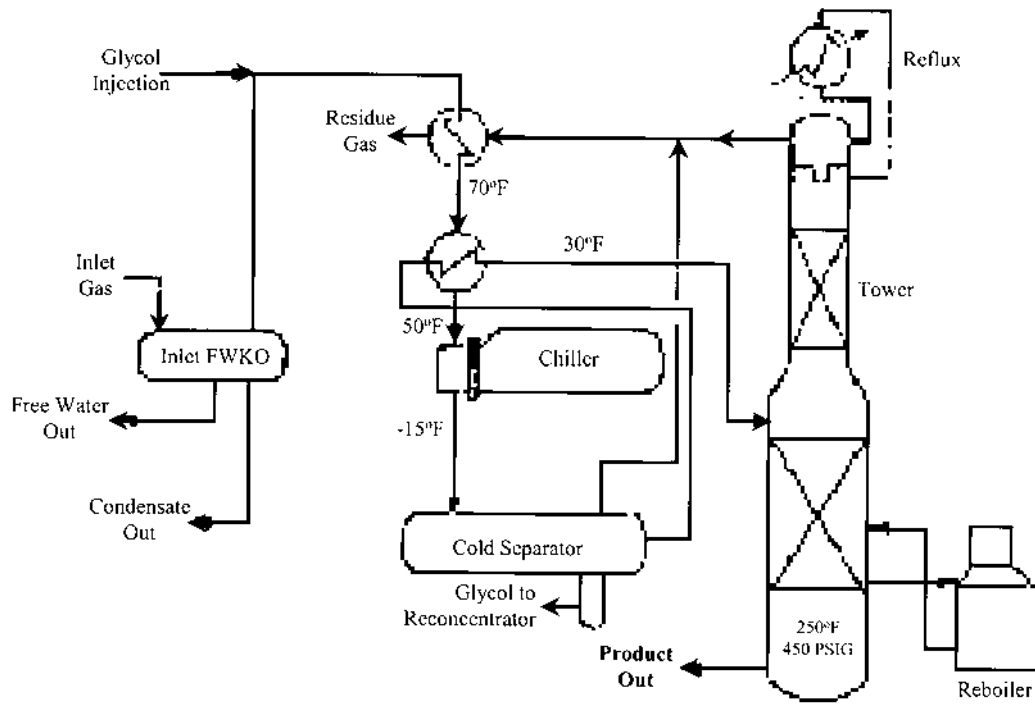 Glycol
Injection
Reflux
Residue
Gas
70ºF
30ºF
Inlet
Gas
Tower
50ºF
Inlet FWKO
Chiller
Free Water
Out
-15ºF
Condensate
Out
Cold Separator
Glycol to
Reconcentrator
250ºF
450 PSIG
Product
Out
Reboiler